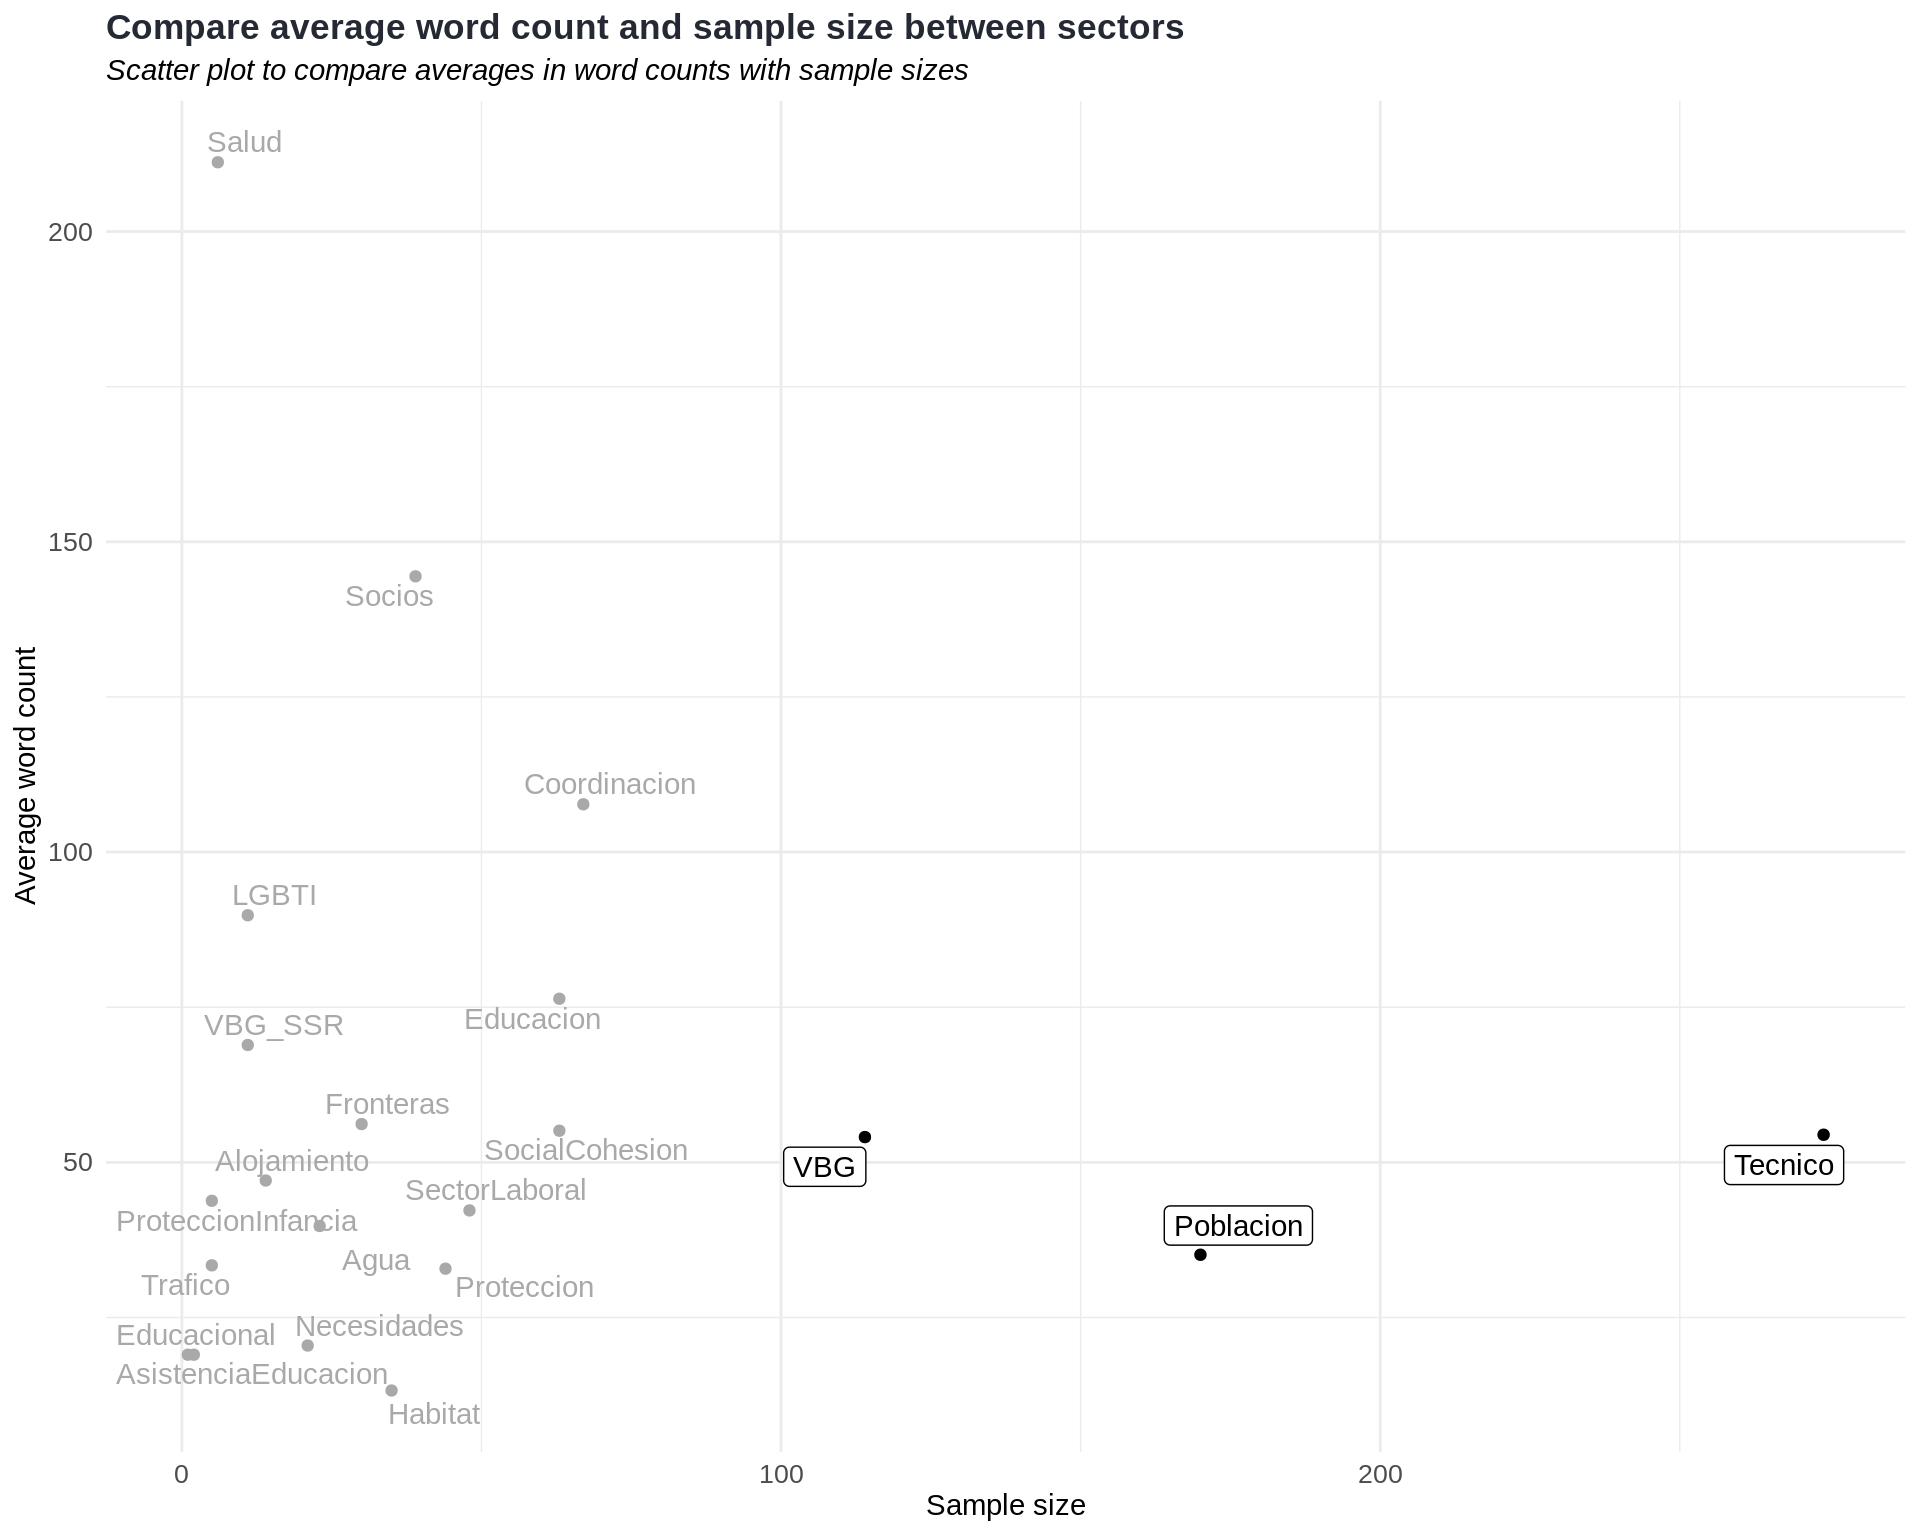 Compare average word count and sample size between sectors
Scatter plot to compare averages in word counts with sample sizes
Salud
200
150
Socios
Coordinacion
Average word count
100
LGBTI
Educacion
VBG_SSR
Fronteras
SocialCohesion
VBG
Tecnico
50
Alojamiento
SectorLaboral
ProteccionInfancia
Poblacion
Agua
Trafico
Proteccion
Necesidades
Educacional
AsistenciaEducacion
Habitat
0
100
200
Sample size